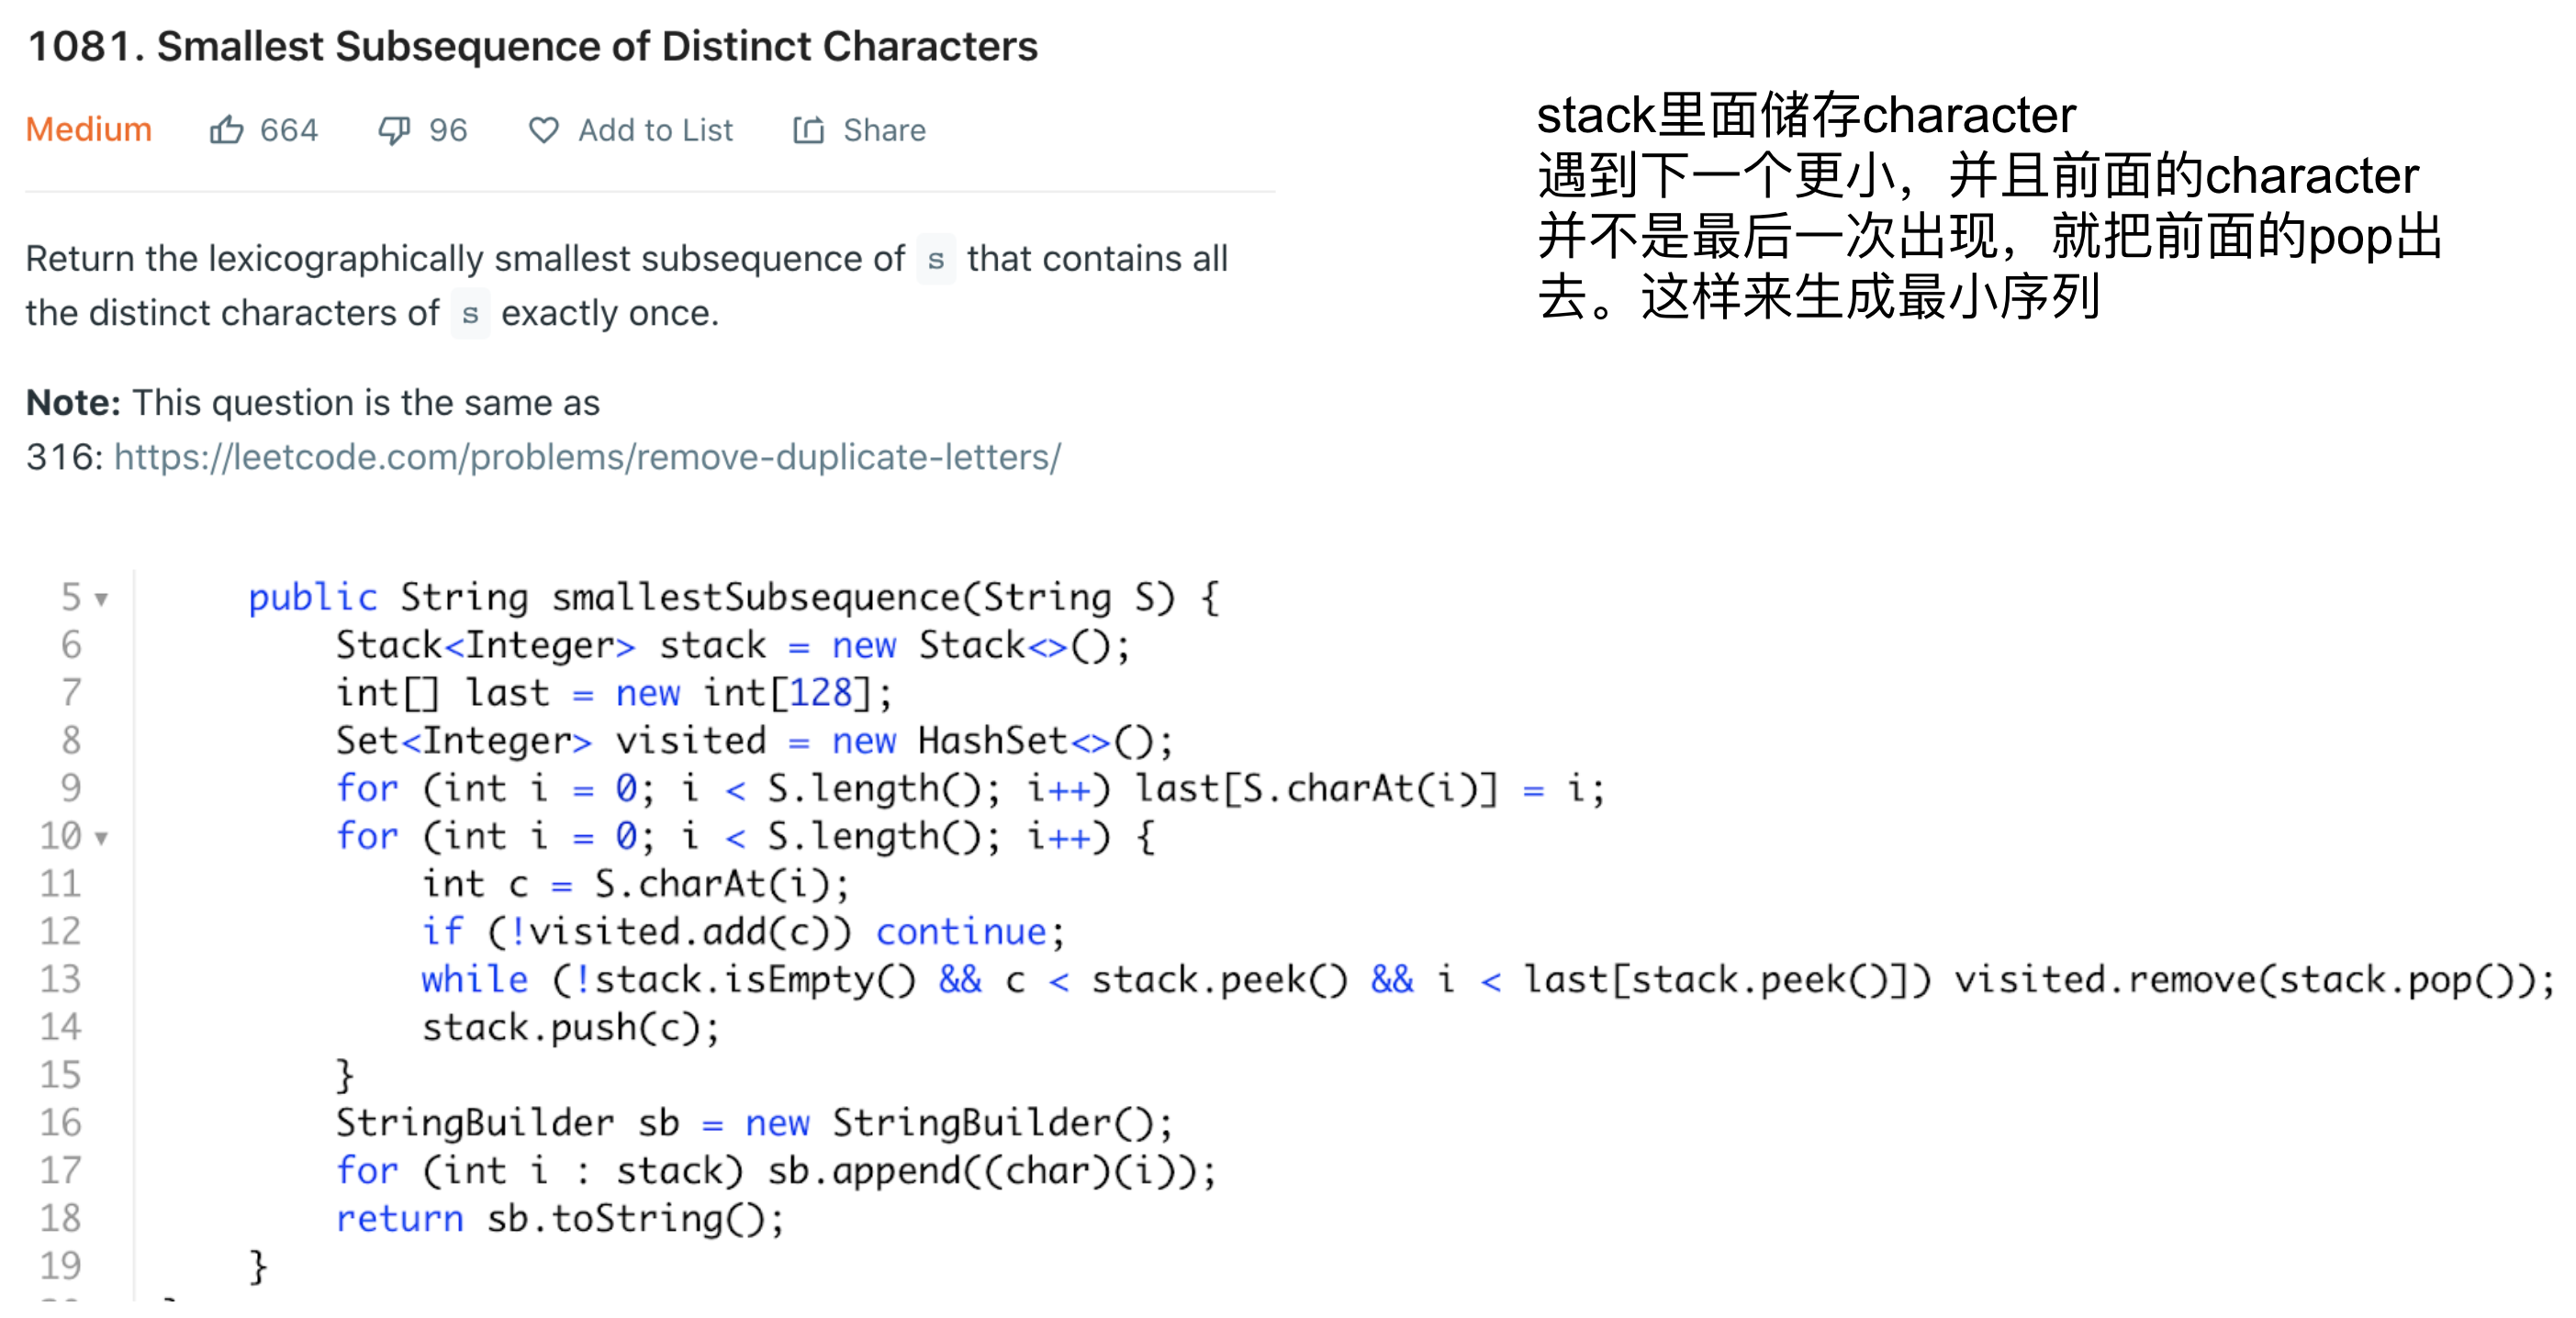 1081. Smallest Subsequence of Distinct Characters
Medium 664 96 Add to List Share
stack里面储存character
遇到下一个更小，并且前面的character
并不是最后一次出现，就把前面的pop出
去。这样来生成最小序列
Return the lexicographically smallest subsequence of s that contains all
the distinct characters of s exactly once.
Note: This question is the same as
316: https://leetcode.com/problems/remove-duplicate-letters/
5 public String smallestSubsequence(String S) {
6 Stack<Integer> stack = new Stack<>();
7 int[] last = new int[128];
8 Set<Integer> visited = new HashSet<>();
9 for (int i = 0; i < S.length(); i++) last[S.charAt(i)] = i;
10 for (int i = 0; i < S.length(); i++) {
11 int c = S.charAt(i);
12 if (!visited.add(c)) continue;
13 while (!stack.isEmpty() && c < stack.peek() && i < last[stack.peek()]) visited.remove(stack.pop());
14 stack.push(c);
15 }
16 StringBuilder sb = new StringBuilder();
17 for (int i : stack) sb.append((char)(i));
18 return sb.toString();
19 }